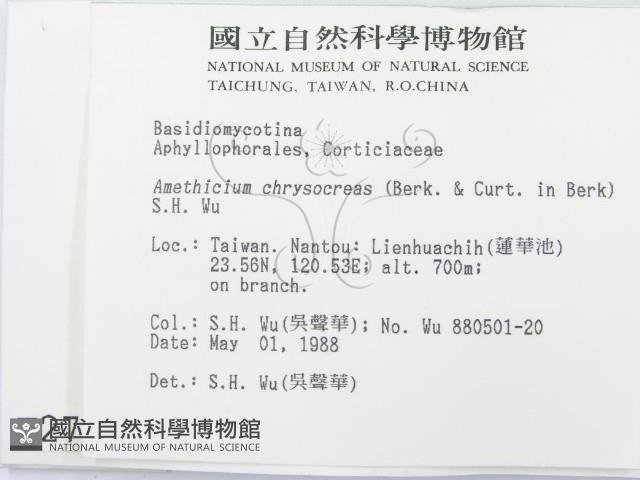 國立自然科學博物館
NATIONAL MUSEUM OF NATURAL SCIENCE
TAICHUNG, TAIWAN, R.O.CHINA
Basidiomycotina
Aphyllophorales, Corticiaceae
Amethicium chrysocreas (Berk. & Curt. in Berk)
S.H. Wu
Loc.: Taiwan. Nantou: Lienhuachih(蓮華池)
23.56N, 120.53E; alt. 700m;
on branch.
Col.: S.H. Wu(吳聲華); No. Wu 880501-20
Date: May 01, 1988
Det.: S.H. Wu(吳聲華)
國立自然科學博物館
NATIONAL MUSEUM OF NATURAL SCIENCE